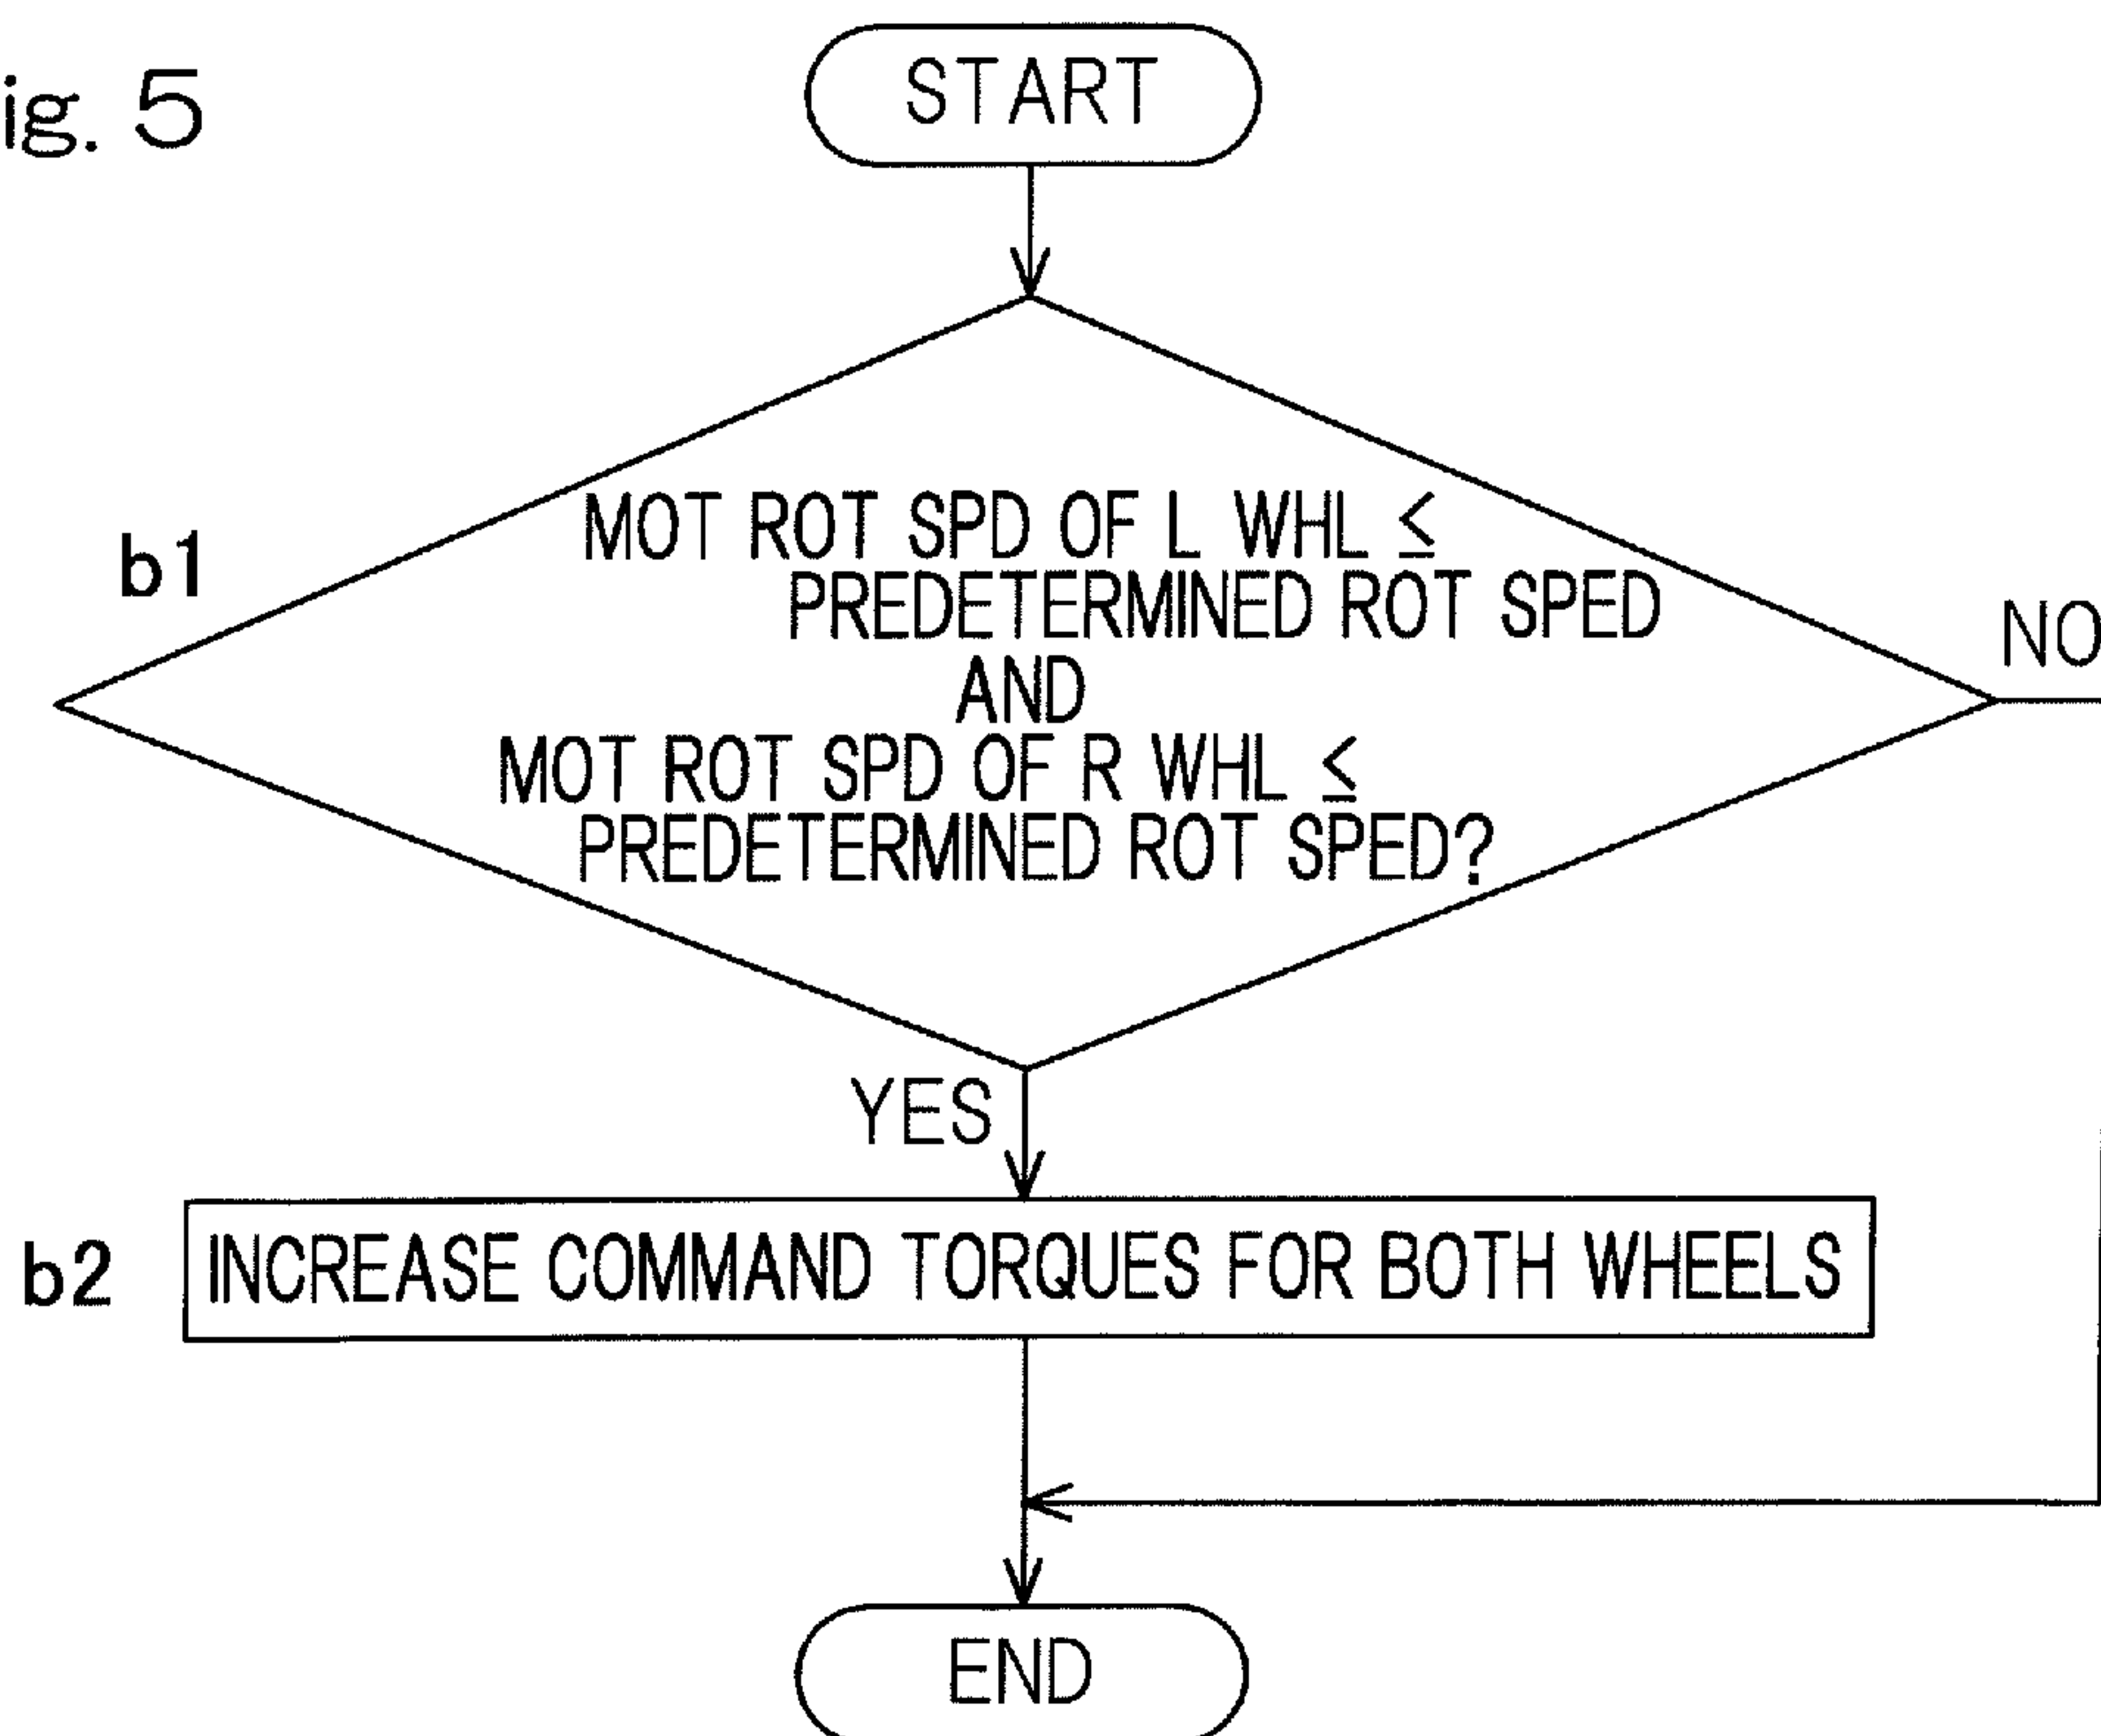 ig. 5
START
b1
MOT ROT SPD OF L WHL ≤
PREDETERMINED ROT SPED
AND
MOT ROT SPD OF R WHL ≤
PREDETERMINED ROT SPED?
NO
YES
b2
INCREASE COMMAND TORQUES FOR BOTH WHEELS
END